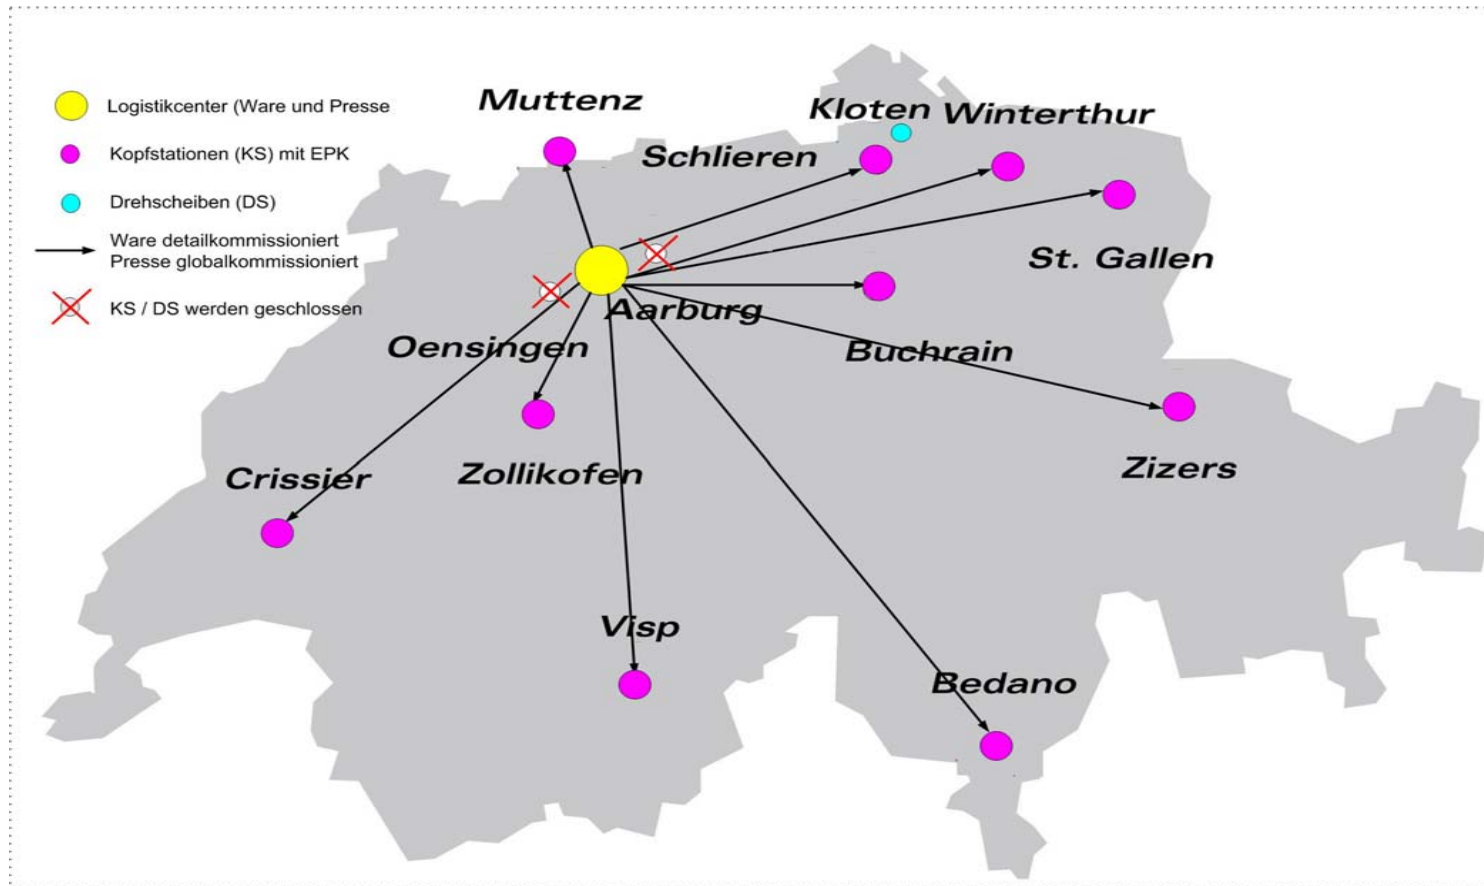 Logistikcenter (Ware und Presse
Kopfstationen (KS) mit EPK
Drehscheiben (DS)
Ware detailkommissioniert
Presse globalkommissioniert
KS / DS werden geschlossen
Muttenz
Kloten
Winterthur
Schlieren
St. Gallen
Aarburg
Oensingen
Buchrain
Crissier
Zollikofen
Zizers
Visp
Bedano